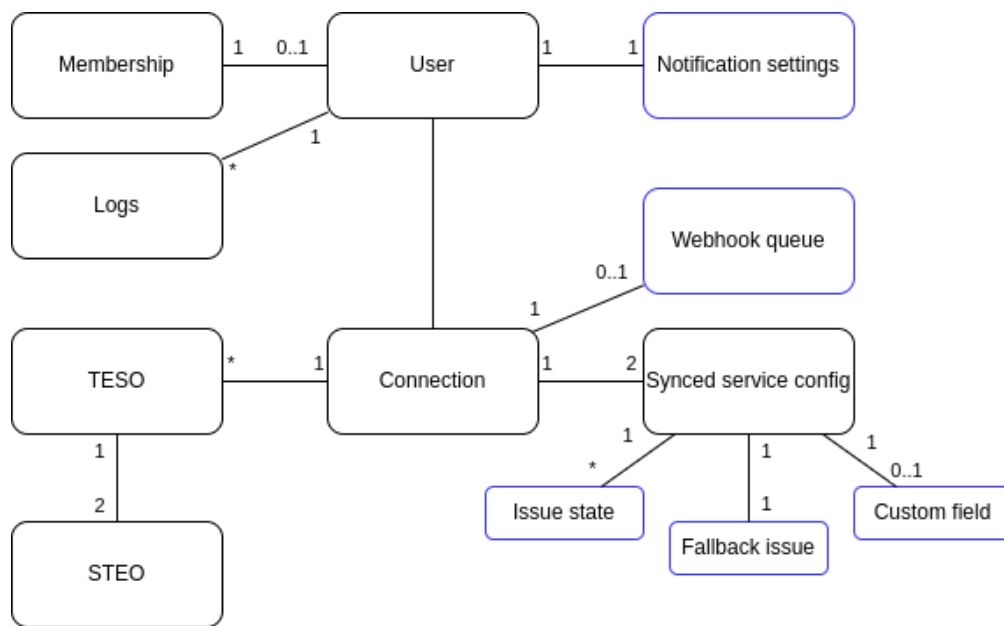 Membership
1
0..1
User
1
1
Notification settings
1
*
Logs
Webhook queue
0..1
1
TESO
*
1
Connection
1
2
Synced service config
1
1
1
*
0..1
1
2
1
Issue state
Fallback issue
Custom field
STEO